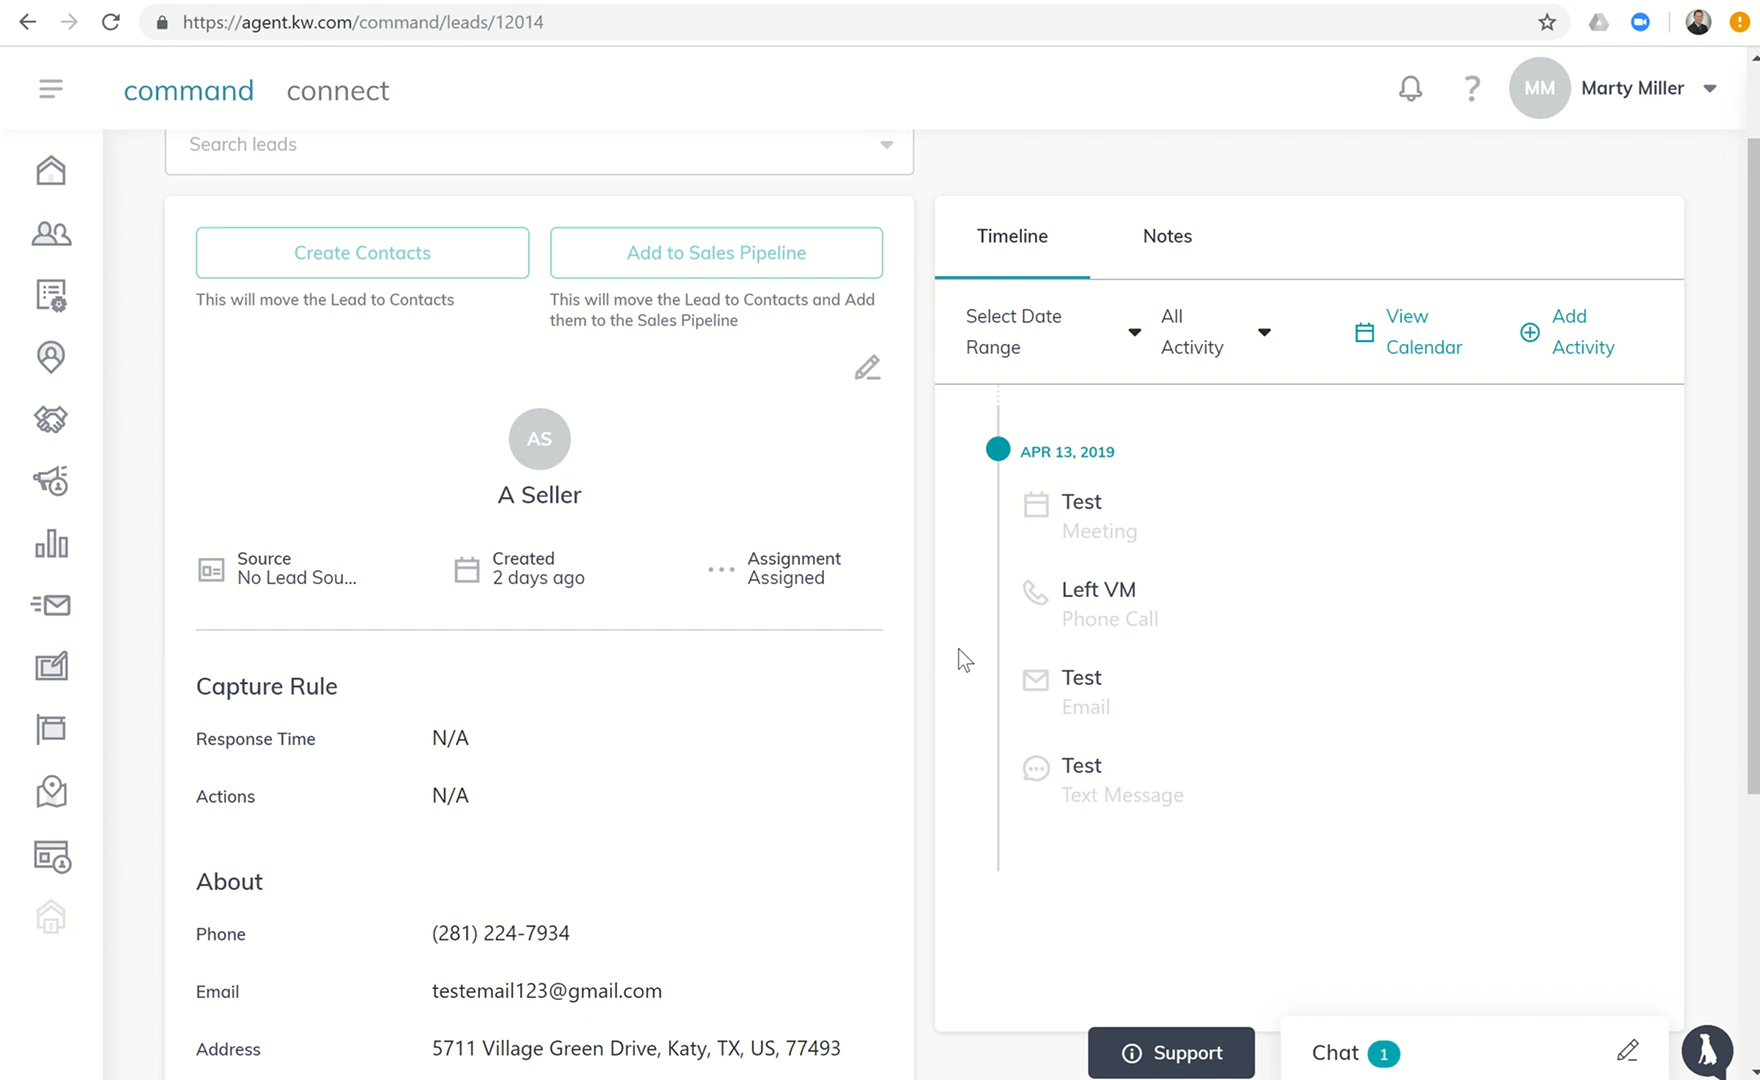 https://agent.kw.com/command/leads/12014
command connect
MM Marty Miller
Search leads
Create Contacts
This will move the Lead to Contacts
Add to Sales Pipeline
This will move the Lead to Contacts and Add
them to the Sales Pipeline
AS
A Seller
Source
No Lead Sou...
Created
2 days ago
Assignment
Assigned
Capture Rule
Response Time N/A
Actions N/A
About
Phone (281) 224-7934
Email testemail123@gmail.com
Address 5711 Village Green Drive, Katy, TX, US, 77493
Timeline Notes
Select Date
Range
All
Activity
View
Calendar
Add
Activity
APR 13, 2019
Test
Meeting
Left VM
Phone Call
Test
Email
Test
Text Message
Support
Chat 1